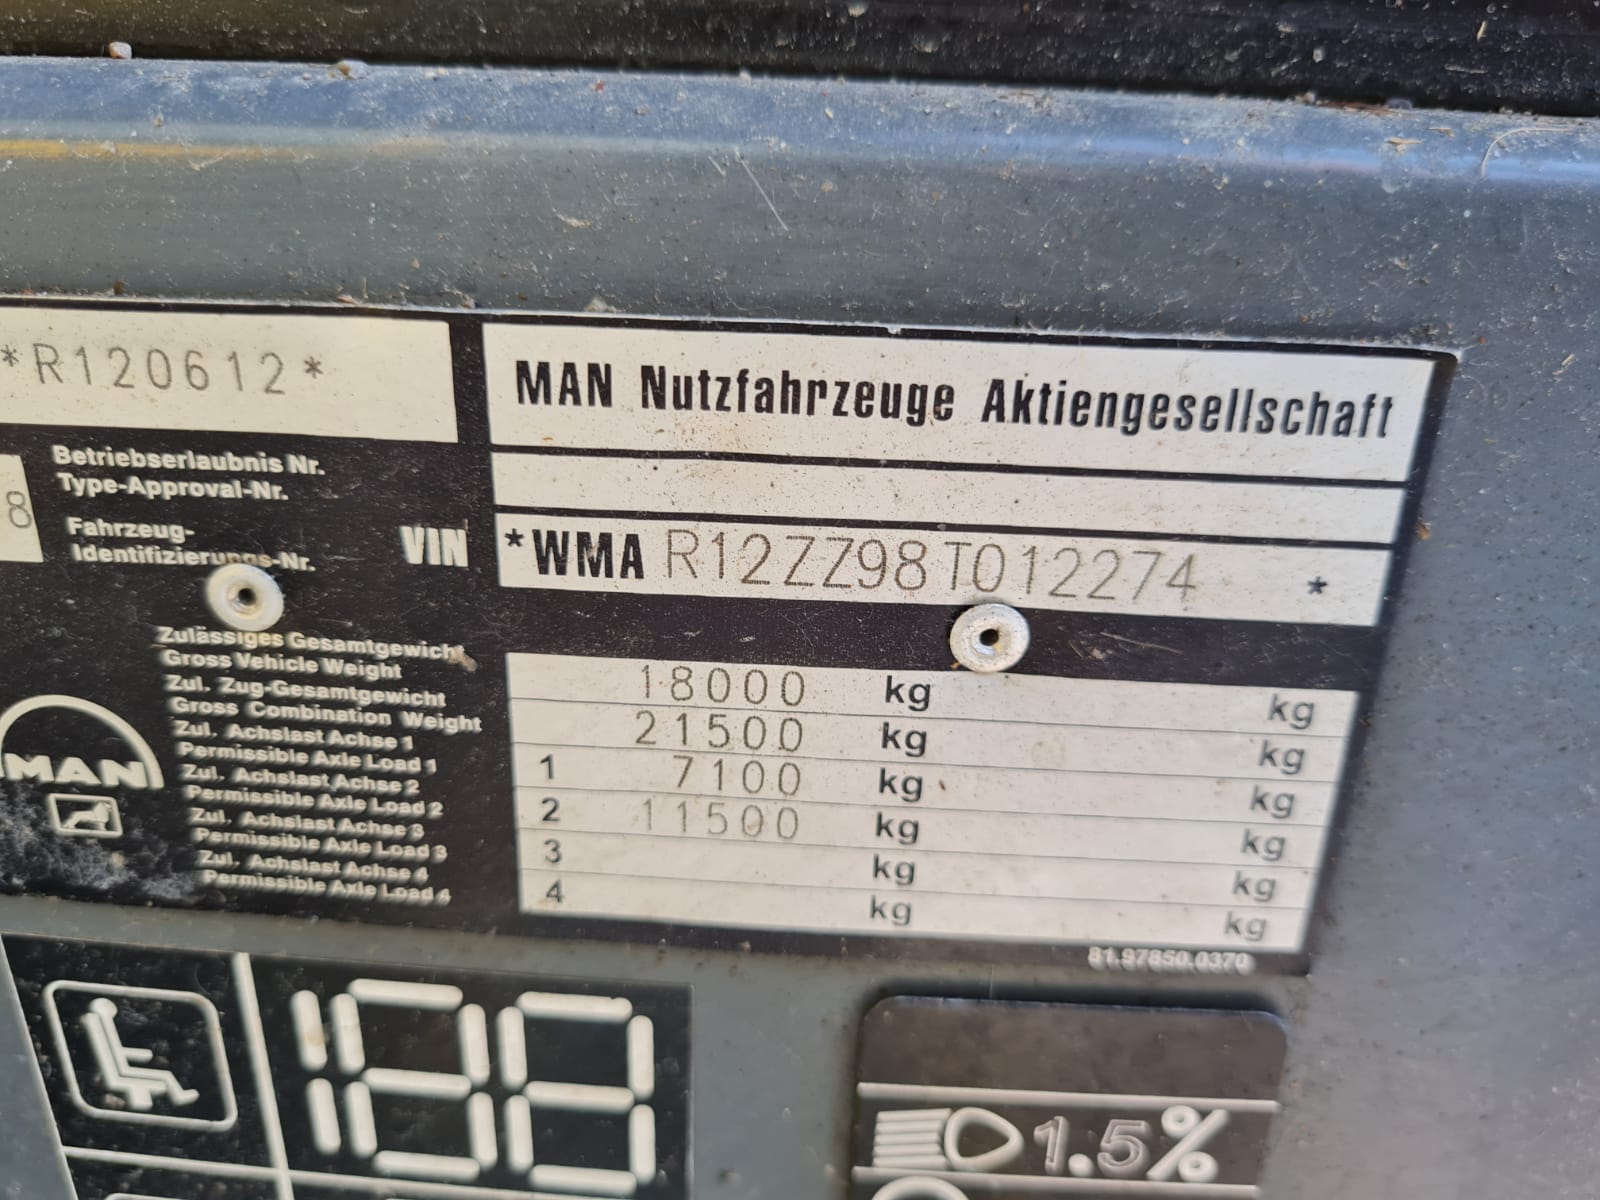 *R120612*
MAN Nutzfahrzeuge Aktiengesellschaft
Betriebserlaubnis Nr.
Type-Approval-Nr.
8
Fahrzeug-
Identifizierungs-Nr.
VIN
*WMA R12ZZ98T012274 *
Zulässiges Gesamtgewicht
Gross Vehicle Weight
18000 kg kg
Zul. Zug-Gesamtgewicht
Gross Combination Weight
21500 kg kg
Zul. Achslast Achse 1
Permissible Axle Load 1
1 7100 kg kg
Zul. Achslast Achse 2
Permissible Axle Load 2
2 11500 kg kg
Zul. Achslast Achse 3
Permissible Axle Load 3
3 kg kg
Zul. Achslast Achse 4
Permissible Axle Load 4
4 kg kg
MAN
81.97850.0370
188
1.5%